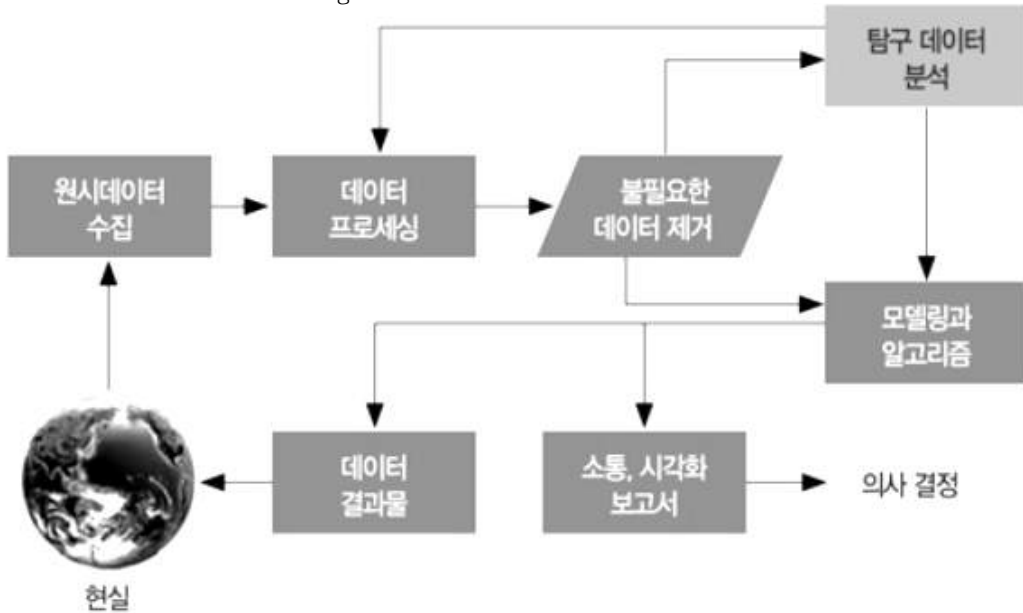 탐구 데이터
분석
원시데이터
수집
데이터
프로세싱
불필요한
데이터 제거
모델링과
알고리즘
데이터
결과물
소통, 시각화
보고서
의사 결정
현실